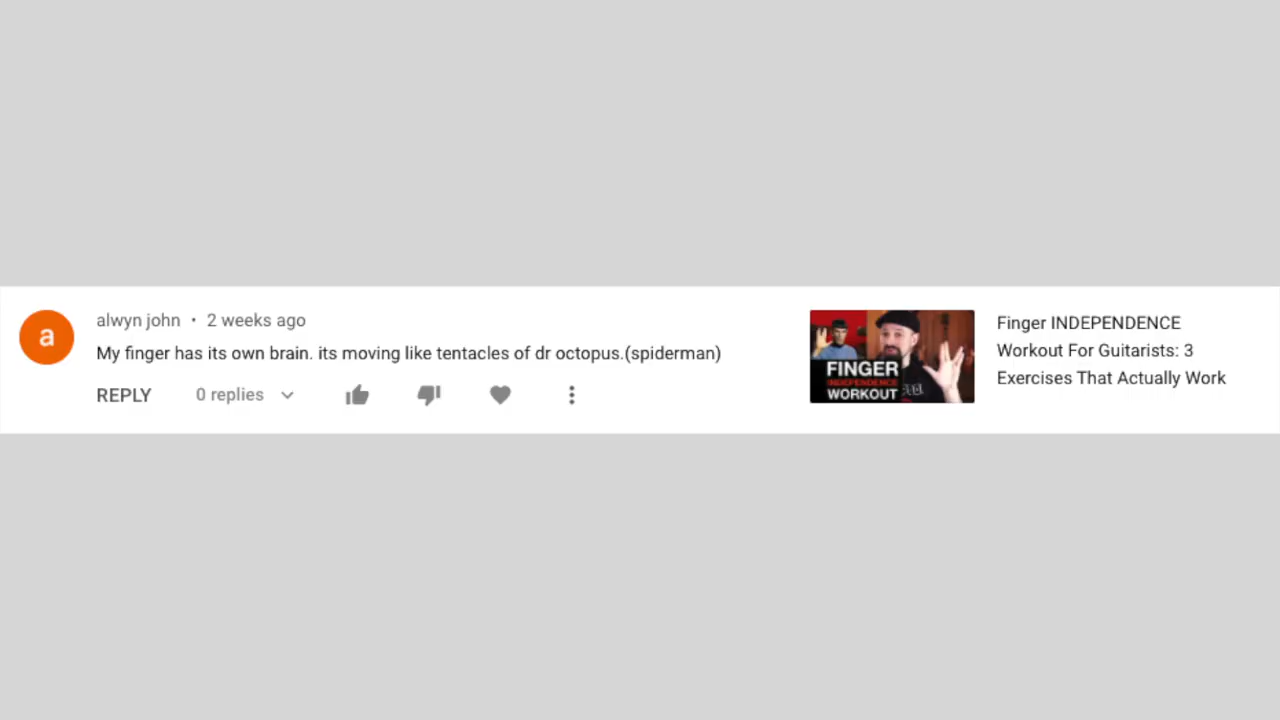 a
alwyn john • 2 weeks ago
My finger has its own brain. its moving like tentacles of dr octopus.(spiderman)
REPLY 0 replies
FINGER
INDEPENDENCE
WORKOUT
Finger INDEPENDENCE
Workout For Guitarists: 3
Exercises That Actually Work